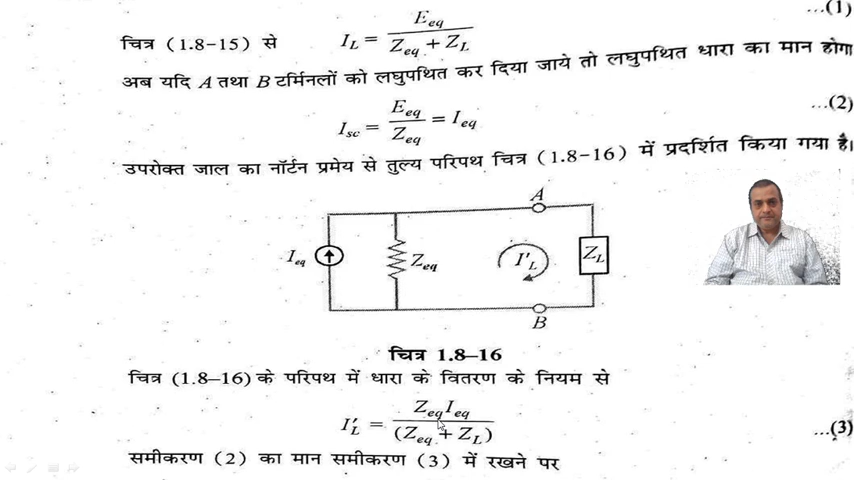 ...(1)
चित्र (1.8-15) से I_L = E_eq / (Z_eq + Z_L)
अब यदि A तथा B टर्मिनलों को लघुपथित कर दिया जाये तो लघुपथित धारा का मान होगा
I_sc = E_eq / Z_eq = I_eq ...(2)
उपरोक्त जाल का नॉर्टन प्रमेय से तुल्य परिपथ चित्र (1.8-16) में प्रदर्शित किया गया है।
A
I_eq Z_eq I'_L Z_L
B
चित्र 1.8–16
चित्र (1.8–16) के परिपथ में धारा के वितरण के नियम से
I'_L = Z_eq I_eq / (Z_eq + Z_L) ...(3)
समीकरण (2) का मान समीकरण (3) में रखने पर